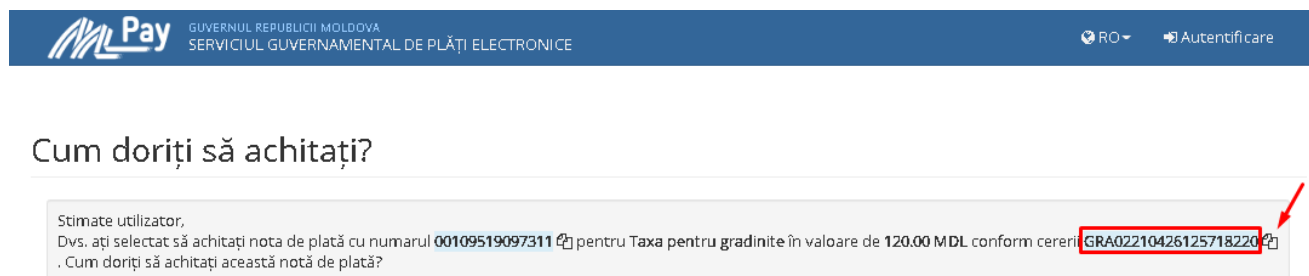 Pay
GUVERNUL REPUBLICII MOLDOVA
SERVICIUL GUVERNAMENTAL DE PLĂȚI ELECTRONICE
RO
Autentificare
Cum doriți să achitați?
Stimate utilizator,
Dvs. ați selectat să achitați nota de plată cu numarul 00109519097311 pentru Taxa pentru gradinite în valoare de 120.00 MDL conform cererii GRA02210426125718220
. Cum doriți să achitați această notă de plată?